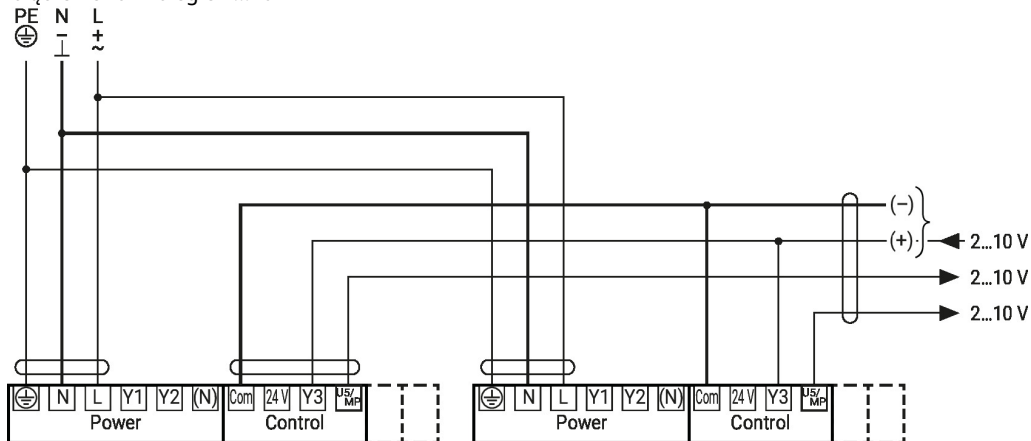 PE N L
- +
⊥ ~
(–)
(+) 2...10 V
2...10 V
2...10 V
N L Y1 Y2 (N) Com 24 V Y3 U5/MP N L Y1 Y2 (N) Com 24 V Y3 U5/MP
Power Control Power Control